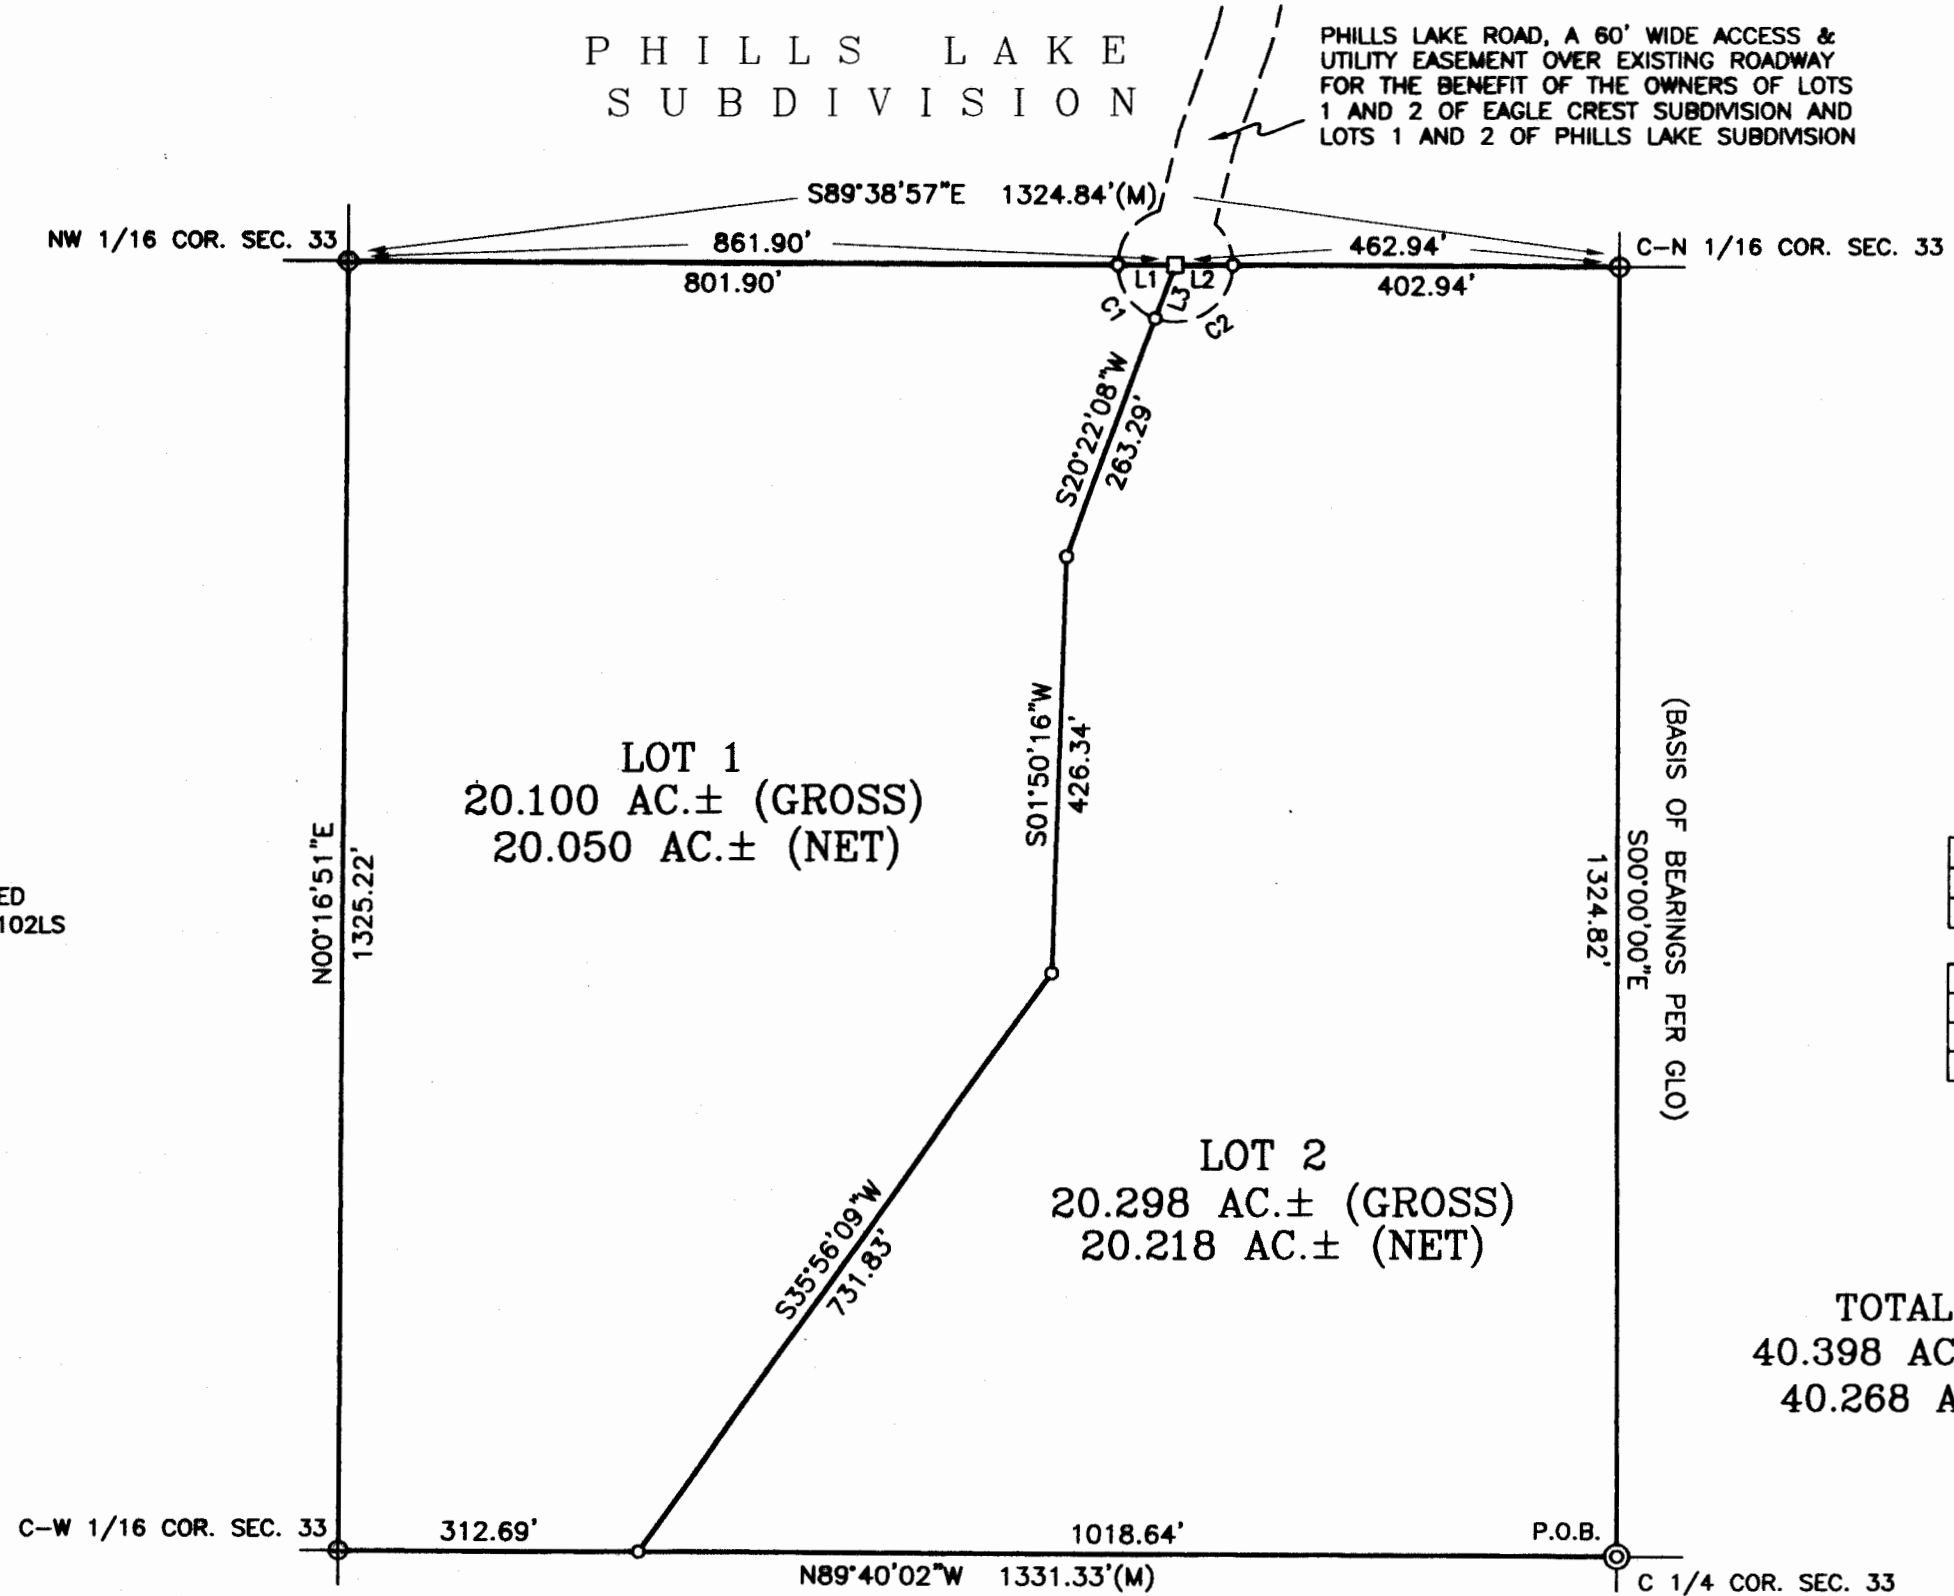 PHILLS LAKE
SUBDIVISION
PHILLS LAKE ROAD, A 60' WIDE ACCESS &
UTILITY EASEMENT OVER EXISTING ROADWAY
FOR THE BENEFIT OF THE OWNERS OF LOTS
1 AND 2 OF EAGLE CREST SUBDIVISION AND
LOTS 1 AND 2 OF PHILLS LAKE SUBDIVISION
S89°38'57"E 1324.84'(M)
NW 1/16 COR. SEC. 33
861.90'
462.94'
C-N 1/16 COR. SEC. 33
801.90'
L1
L2
402.94'
L3
C1
C2
S20°22'08"W
263.29'
S01°50'16"W
426.34'
LOT 1
20.100 AC.± (GROSS)
20.050 AC.± (NET)
N00°16'51"E
1325.22'
1324.82'
S00°00'00"E
(BASIS OF BEARINGS PER GLO)
ED
102LS
LOT 2
20.298 AC.± (GROSS)
20.218 AC.± (NET)
S35°56'09"W
731.83'
TOTAL
40.398 AC
40.268 A
C-W 1/16 COR. SEC. 33
312.69'
1018.64'
P.O.B.
N89°40'02"W 1331.33'(M)
C 1/4 COR. SEC. 33